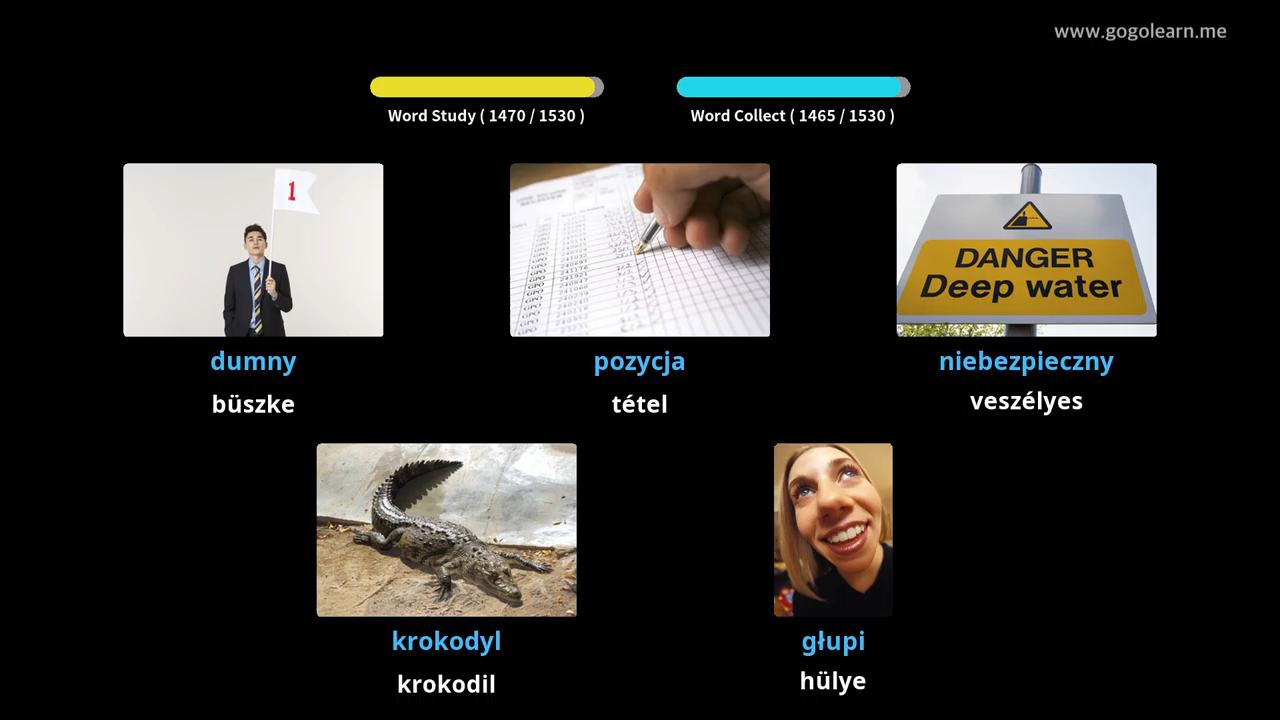 www.gogolearn.me
Word Study ( 1470 / 1530 )
Word Collect ( 1465 / 1530 )
1
DANGER
Deep water
dumny
pozycja
niebezpieczny
büszke
tétel
veszélyes
krokodyl
głupi
krokodil
hülye